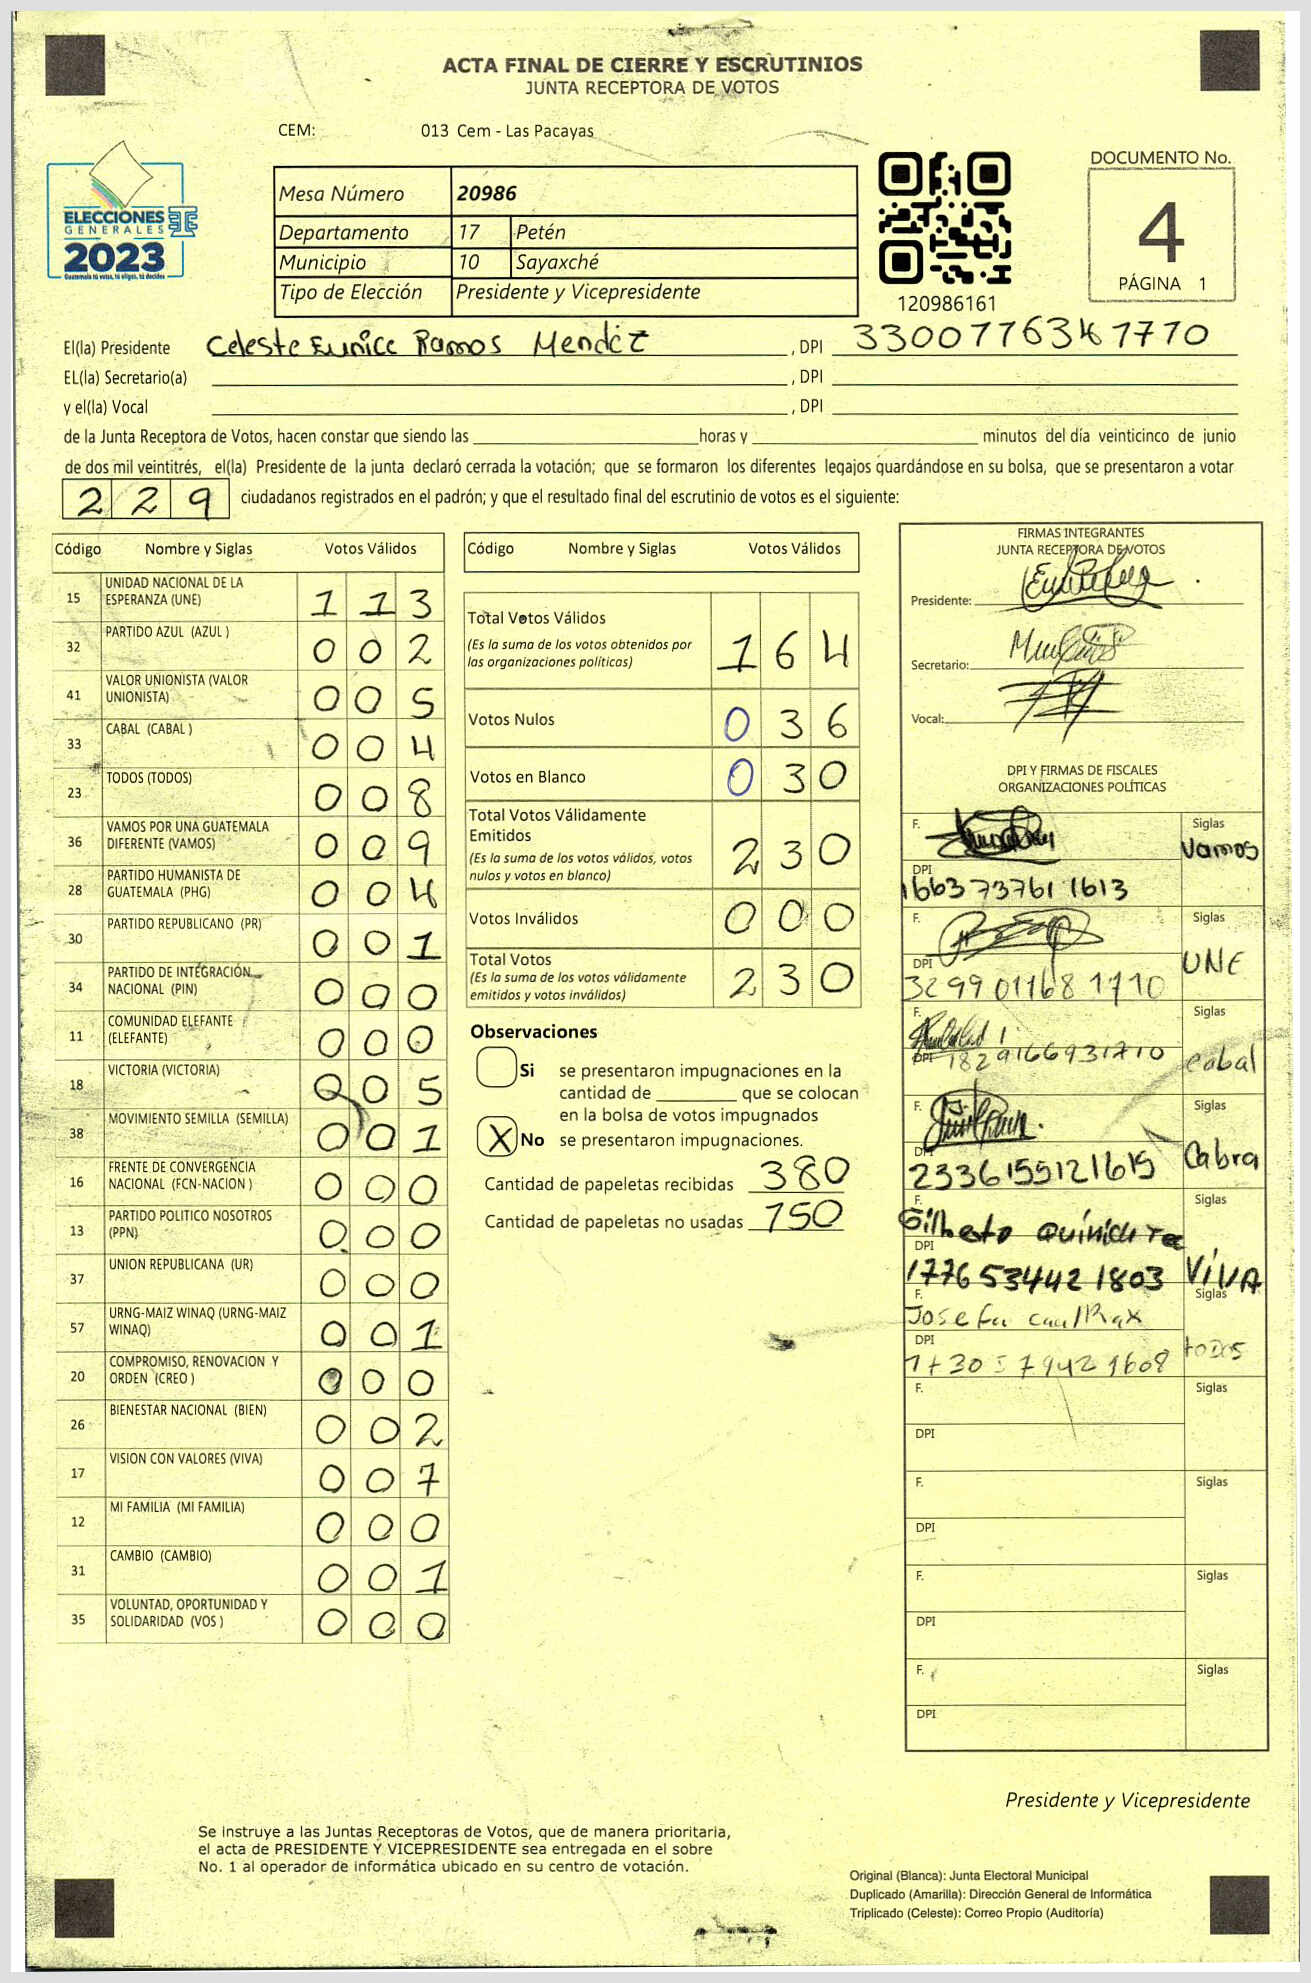 ACTA FINAL DE CIERRE Y ESCRUTINIOS
JUNTA RECEPTORA DE VOTOS
CEM: 013 Cem - Las Pacayas
ELECCIONES
GENERALES
2023
Guatemala tú votas, tú eliges, tú decides
Mesa Número 20986
Departamento 17 Petén
Municipio 10 Sayaxché
Tipo de Elección Presidente y Vicepresidente
120986161
DOCUMENTO No.
4
PÁGINA 1
El(la) Presidente Celeste Eunice Ramos Mendéz , DPI
EL(la) Secretario(a) , DPI
y el(la) Vocal , DPI
de la Junta Receptora de Votos, hacen constar que siendo las horas y minutos del día veinticinco de junio
de dos mil veintitrés, el(la) Presidente de la junta declaró cerrada la votación; que se formaron los diferentes legajos guardándose en su bolsa, que se presentaron a votar
229 ciudadanos registrados en el padrón; y que el resultado final del escrutinio de votos es el siguiente:
Código Nombre y Siglas Votos Válidos
15 UNIDAD NACIONAL DE LA ESPERANZA (UNE) 113
32 PARTIDO AZUL (AZUL ) 002
41 VALOR UNIONISTA (VALOR UNIONISTA) 005
33 CABAL (CABAL ) 004
23 TODOS (TODOS) 008
36 VAMOS POR UNA GUATEMALA DIFERENTE (VAMOS) 009
28 PARTIDO HUMANISTA DE GUATEMALA (PHG) 004
30 PARTIDO REPUBLICANO (PR) 001
34 PARTIDO DE INTEGRACIÓN NACIONAL (PIN) 000
11 COMUNIDAD ELEFANTE (ELEFANTE) 000
18 VICTORIA (VICTORIA) 005
38 MOVIMIENTO SEMILLA (SEMILLA) 001
16 FRENTE DE CONVERGENCIA NACIONAL (FCN-NACION ) 000
13 PARTIDO POLITICO NOSOTROS (PPN) 000
37 UNION REPUBLICANA (UR) 000
57 URNG-MAIZ WINAQ (URNG-MAIZ WINAQ) 001
20 COMPROMISO, RENOVACION Y ORDEN (CREO ) 000
26 BIENESTAR NACIONAL (BIEN) 002
17 VISION CON VALORES (VIVA) 007
12 MI FAMILIA (MI FAMILIA) 000
31 CAMBIO (CAMBIO) 001
35 VOLUNTAD, OPORTUNIDAD Y SOLIDARIDAD (VOS ) 000
Código Nombre y Siglas Votos Válidos
Total Votos Válidos 164
(Es la suma de los votos obtenidos por
las organizaciones políticas)
Votos Nulos 036
Votos en Blanco 030
Total Votos Válidamente
Emitidos 230
(Es la suma de los votos válidos, votos
nulos y votos en blanco)
Votos Inválidos 000
Total Votos 230
(Es la suma de los votos válidamente
emitidos y votos inválidos)
Observaciones
Si se presentaron impugnaciones en la
cantidad de que se colocan
en la bolsa de votos impugnados
X No se presentaron impugnaciones.
Cantidad de papeletas recibidas 380
Cantidad de papeletas no usadas 150
FIRMAS INTEGRANTES
JUNTA RECEPTORA DE VOTOS
Presidente:
Secretario:
Vocal:
DPI Y FIRMAS DE FISCALES
ORGANIZACIONES POLÍTICAS
F. Siglas Vamos
DPI 1663 73761 1613
F. Siglas UNE
DPI 3299 01168 1710
F. Siglas cabal
DPI 1829166931710
F. Siglas Cabra
DPI 2336155121615
F. Gilberto Siglas VIVA
DPI 1776 53442 1803
F. Josefa Siglas todos
DPI 1730 57942 1608
F. Siglas
DPI
F. Siglas
DPI
F. Siglas
DPI
F. Siglas
DPI
Presidente y Vicepresidente
Se instruye a las Juntas Receptoras de Votos, que de manera prioritaria,
el acta de PRESIDENTE Y VICEPRESIDENTE sea entregada en el sobre
No. 1 al operador de informática ubicado en su centro de votación.
Original (Blanca): Junta Electoral Municipal
Duplicado (Amarilla): Dirección General de Informática
Triplicado (Celeste): Correo Propio (Auditoría)